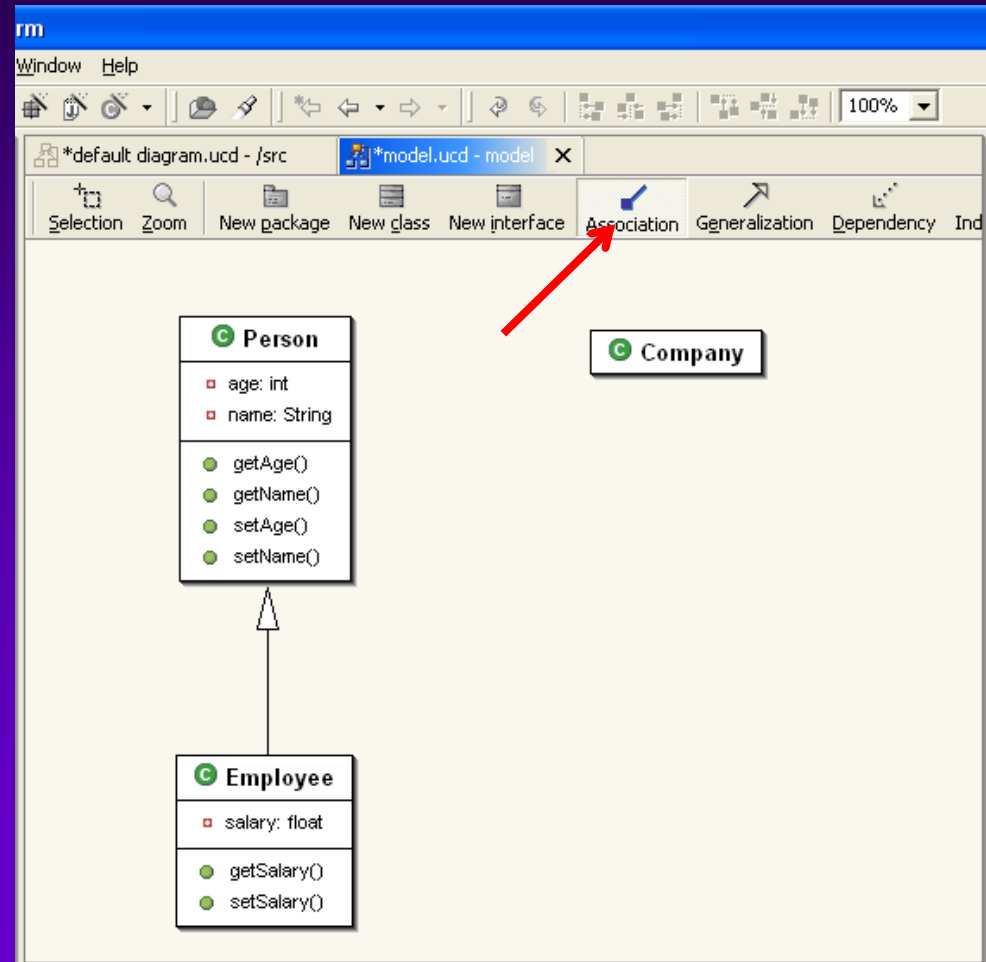 rm
Window Help
100%
*default diagram.ucd - /src *model.ucd - model
Selection Zoom New package New class New interface Association Generalization Dependency Ind
Person
age: int
name: String
getAge()
getName()
setAge()
setName()
Company
Employee
salary: float
getSalary()
setSalary()